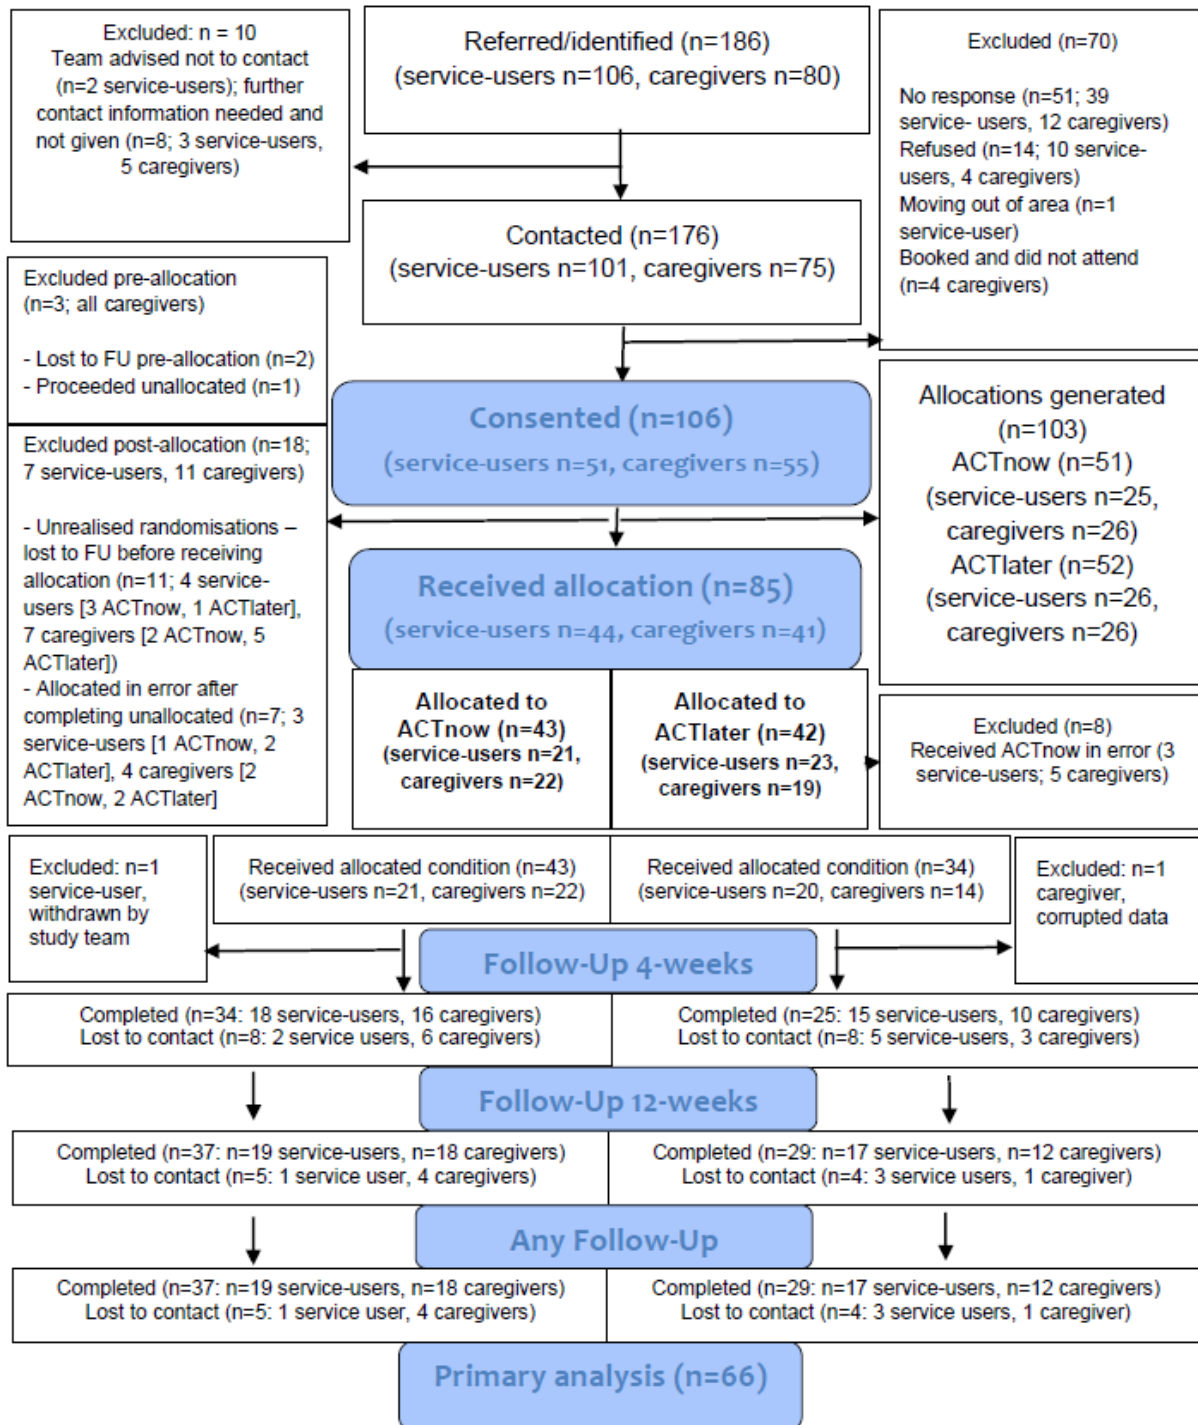 Excluded: n = 10
Team advised not to contact
(n=2 service-users); further
contact information needed and
not given (n=8; 3 service-users,
5 caregivers)
Referred/identified (n=186)
(service-users n=106, caregivers n=80)
Excluded (n=70)
No response (n=51; 39
service- users, 12 caregivers)
Refused (n=14; 10 service-
users, 4 caregivers)
Moving out of area (n=1
service-user)
Booked and did not attend
(n=4 caregivers)
Contacted (n=176)
(service-users n=101, caregivers n=75)
Excluded pre-allocation
(n=3; all caregivers)
- Lost to FU pre-allocation (n=2)
- Proceeded unallocated (n=1)
Consented (n=106)
(service-users n=51, caregivers n=55)
Allocations generated
(n=103)
ACTnow (n=51)
(service-users n=25,
caregivers n=26)
ACTlater (n=52)
(service-users n=26,
caregivers n=26)
Excluded post-allocation (n=18;
7 service-users, 11 caregivers)
- Unrealised randomisations –
lost to FU before receiving
allocation (n=11; 4 service-
users [3 ACTnow, 1 ACTlater],
7 caregivers [2 ACTnow, 5
ACTlater])
- Allocated in error after
completing unallocated (n=7; 3
service-users [1 ACTnow, 2
ACTlater], 4 caregivers [2
ACTnow, 2 ACTlater]
Received allocation (n=85)
(service-users n=44, caregivers n=41)
Allocated to
ACTnow (n=43)
(service-users n=21,
caregivers n=22)
Allocated to
ACTlater (n=42)
(service-users n=23,
caregivers n=19)
Excluded (n=8)
Received ACTnow in error (3
service-users; 5 caregivers)
Excluded: n=1
service-user,
withdrawn by
study team
Received allocated condition (n=43)
(service-users n=21, caregivers n=22)
Received allocated condition (n=34)
(service-users n=20, caregivers n=14)
Excluded: n=1
caregiver,
corrupted data
Follow-Up 4-weeks
Completed (n=34: 18 service-users, 16 caregivers)
Lost to contact (n=8: 2 service users, 6 caregivers)
Completed (n=25: 15 service-users, 10 caregivers)
Lost to contact (n=8: 5 service-users, 3 caregivers)
Follow-Up 12-weeks
Completed (n=37: n=19 service-users, n=18 caregivers)
Lost to contact (n=5: 1 service user, 4 caregivers)
Completed (n=29: n=17 service-users, n=12 caregivers)
Lost to contact (n=4: 3 service users, 1 caregiver)
Any Follow-Up
Completed (n=37: n=19 service-users, n=18 caregivers)
Lost to contact (n=5: 1 service user, 4 caregivers)
Completed (n=29: n=17 service-users, n=12 caregivers)
Lost to contact (n=4: 3 service users, 1 caregiver)
Primary analysis (n=66)